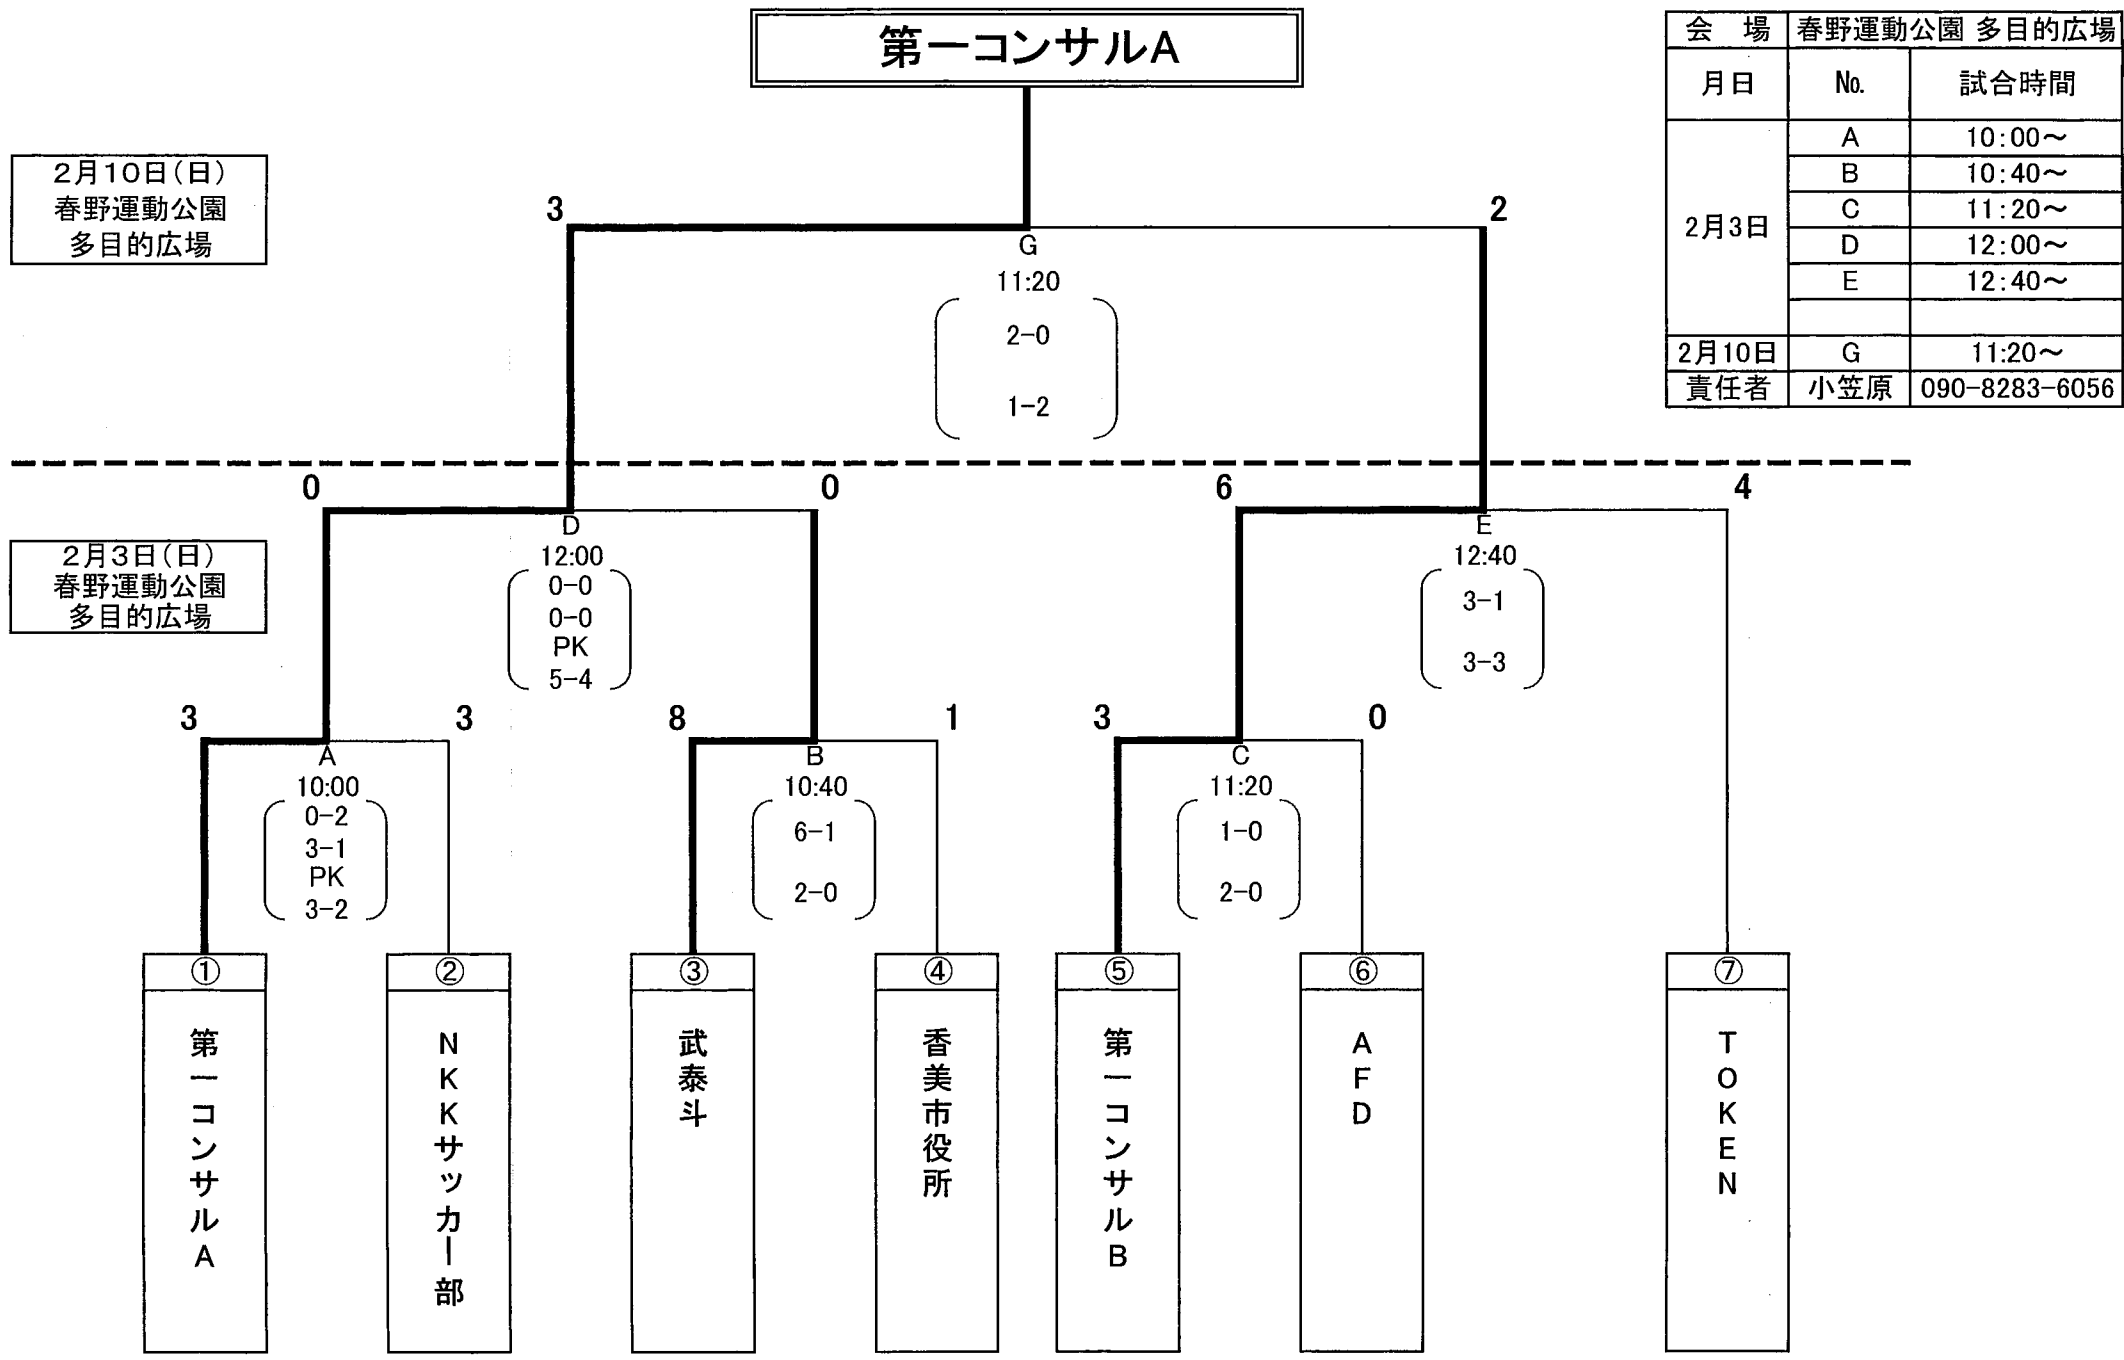 第一コンサルA
会 場 春野運動公園 多目的広場
月日 №. 試合時間
2月3日
A 10:00～
B 10:40～
C 11:20～
D 12:00～
E 12:40～
2月10日 G 11:20～
責任者 小笠原 090-8283-6056
2月10日(日)
春野運動公園
多目的広場
3 2
G
11:20
2-0
1-2
2月3日(日)
春野運動公園
多目的広場
0 0
D
12:00
0-0
0-0
PK
5-4
6 4
E
12:40
3-1
3-3
3 3
A
10:00
0-2
3-1
PK
3-2
8 1
B
10:40
6-1
2-0
3 0
C
11:20
1-0
2-0
①
第一コンサルA
②
NKKサッカー部
③
武泰斗
④
香美市役所
⑤
第一コンサルB
⑥
AFD
⑦
TOKEN